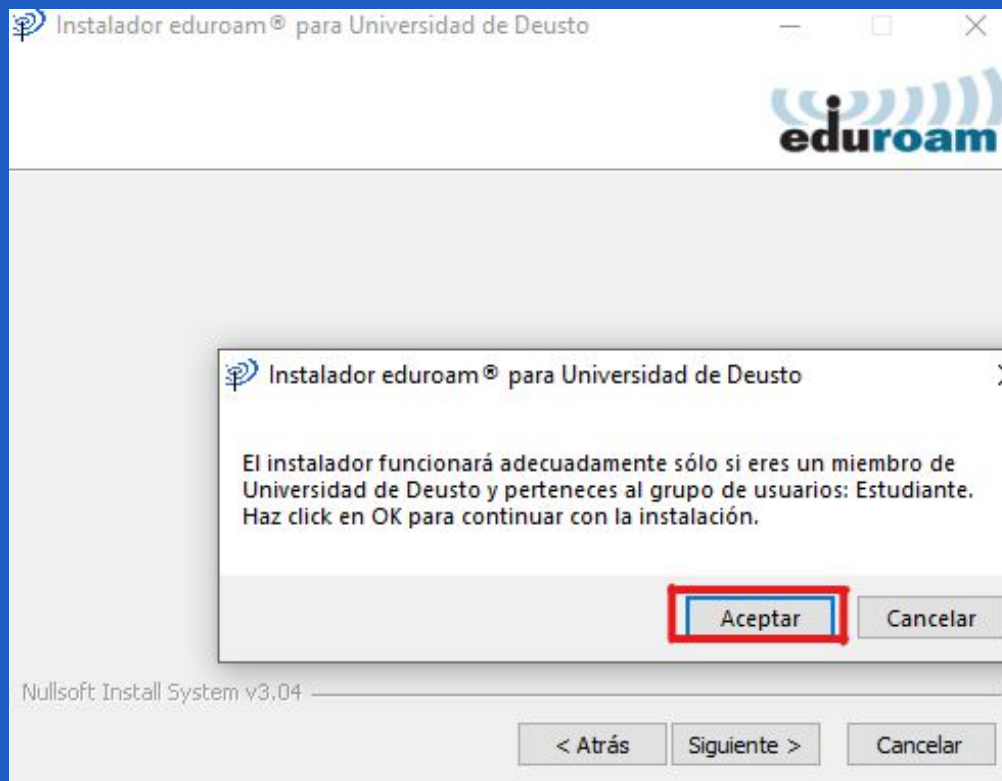 Instalador eduroam® para Universidad de Deusto
eduroam
Instalador eduroam® para Universidad de Deusto
El instalador funcionará adecuadamente sólo si eres un miembro de
Universidad de Deusto y perteneces al grupo de usuarios: Estudiante.
Haz click en OK para continuar con la instalación.
Aceptar Cancelar
Nullsoft Install System v3.04
< Atrás Siguiente > Cancelar